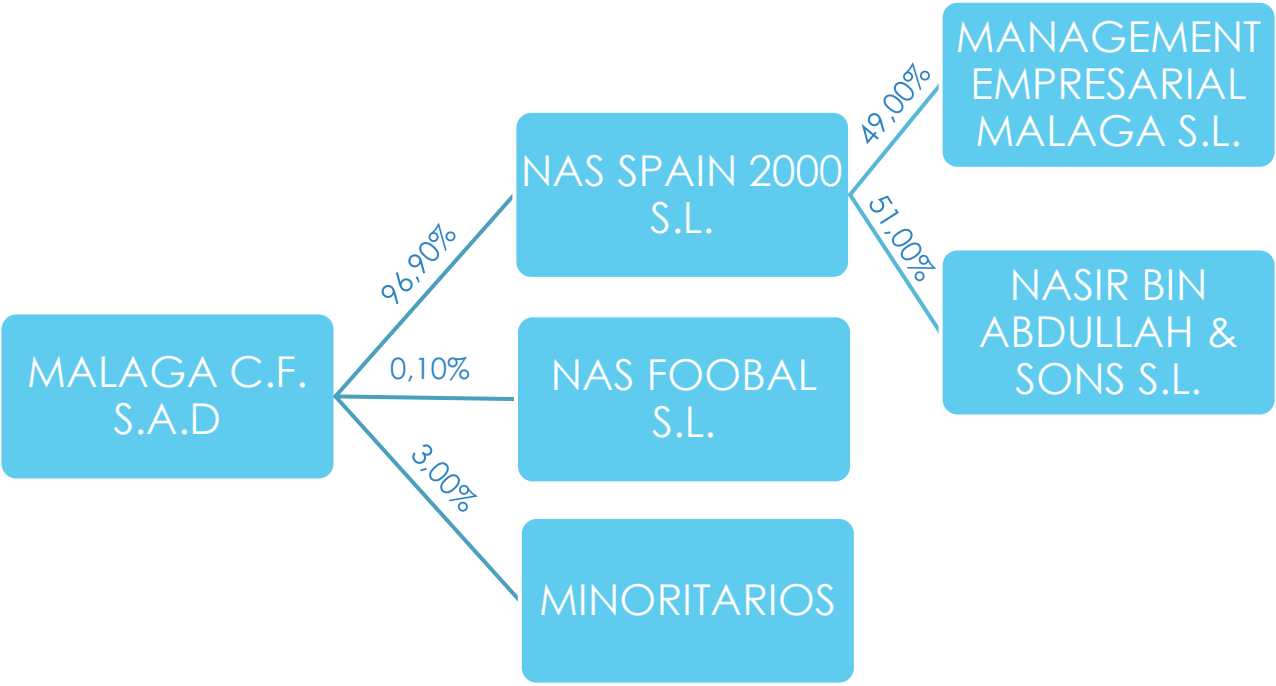 MALAGA C.F.
S.A.D
96,90%
0,10%
3,00%
NAS SPAIN 2000
S.L.
NAS FOOBAL
S.L.
MINORITARIOS
49,00%
51,00%
MANAGEMENT
EMPRESARIAL
MALAGA S.L.
NASIR BIN
ABDULLAH &
SONS S.L.